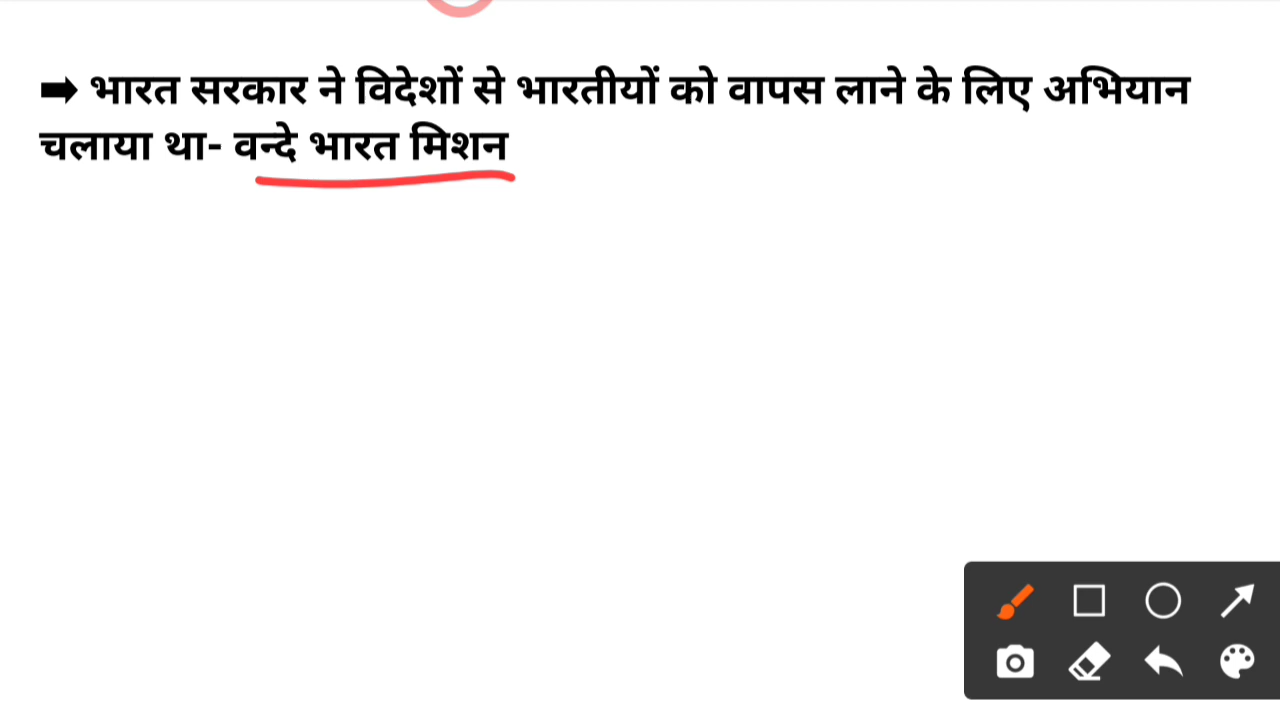 ➡ भारत सरकार ने विदेशों से भारतीयों को वापस लाने के लिए अभियान
चलाया था- वन्दे भारत मिशन